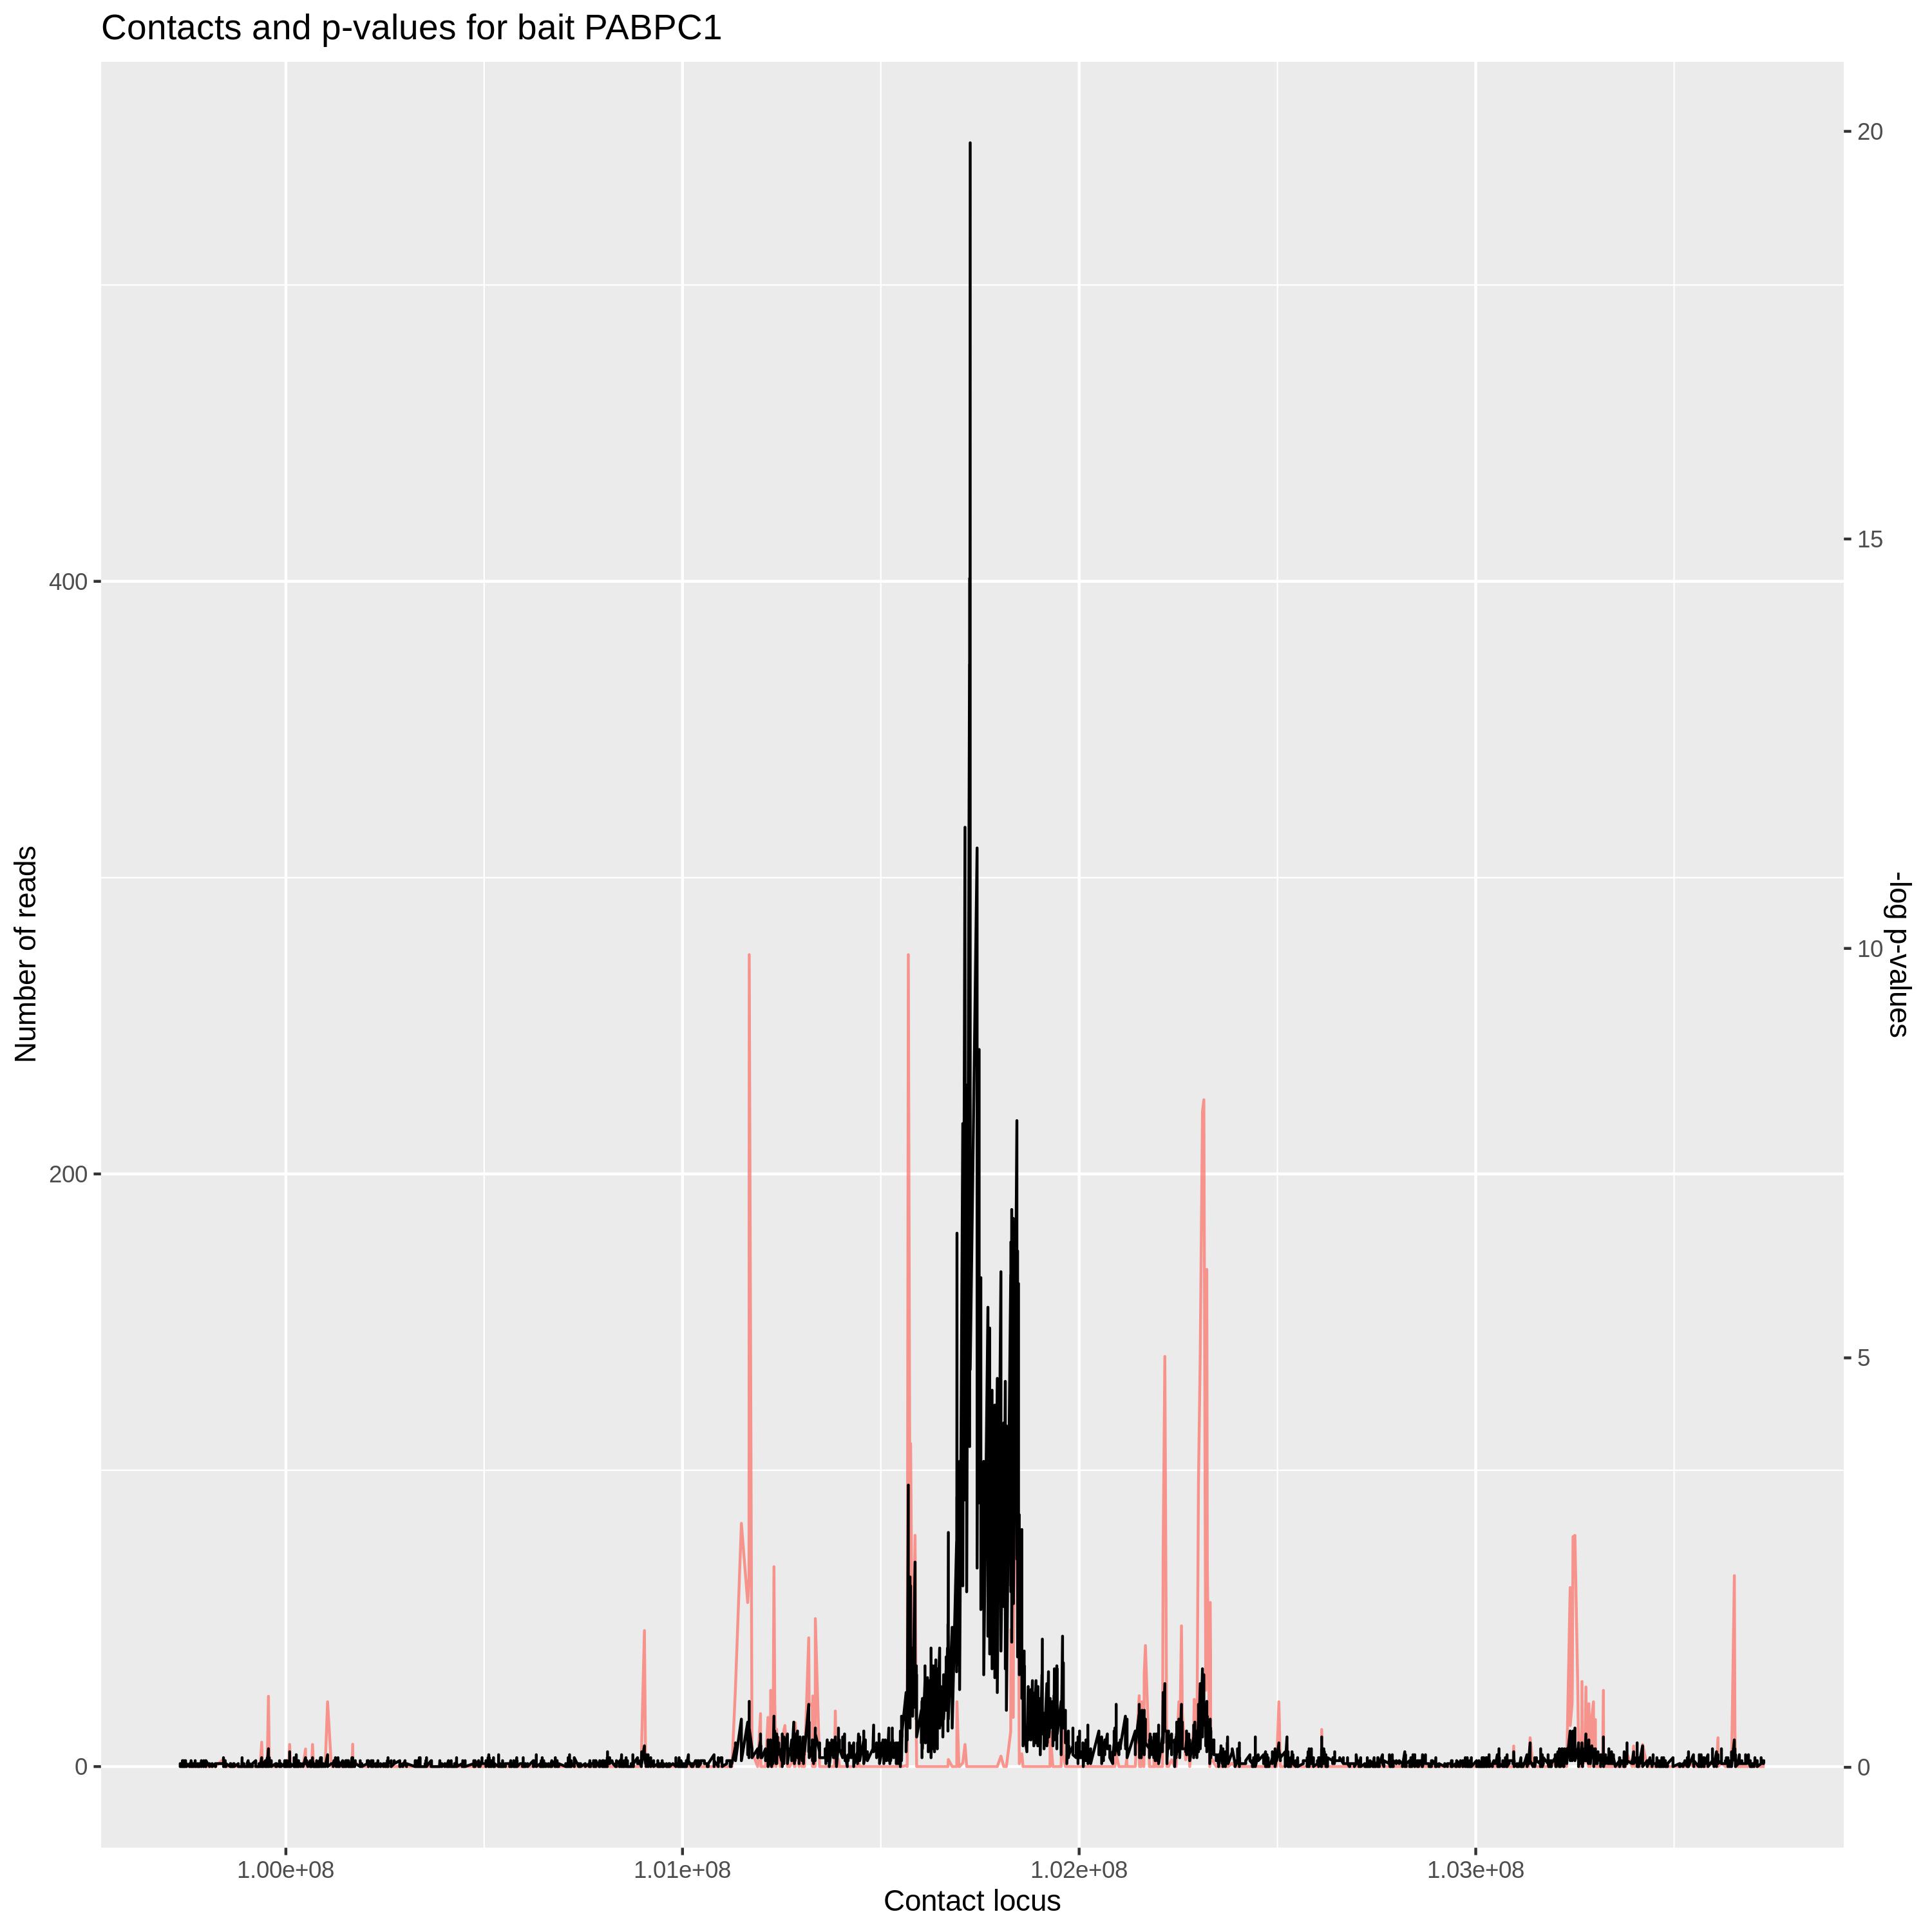 Contacts and p-values for bait PABPC1
20
15
400
Number of reads
-log p-values
10
200
5
0
0
1.00e+08
1.01e+08
1.02e+08
1.03e+08
Contact locus